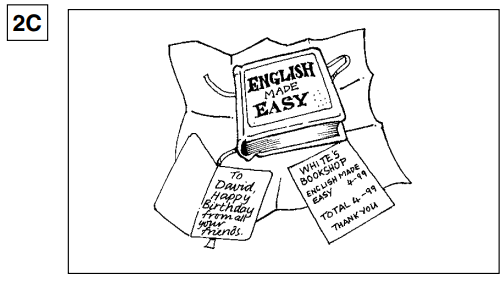 2C
ENGLISH
MADE
EASY
To
David,
Happy
Birthday
from all
your
friends.
WHITE'S
BOOKSHOP
ENGLISH MADE
EASY 4-99
TOTAL 4-99
THANK YOU